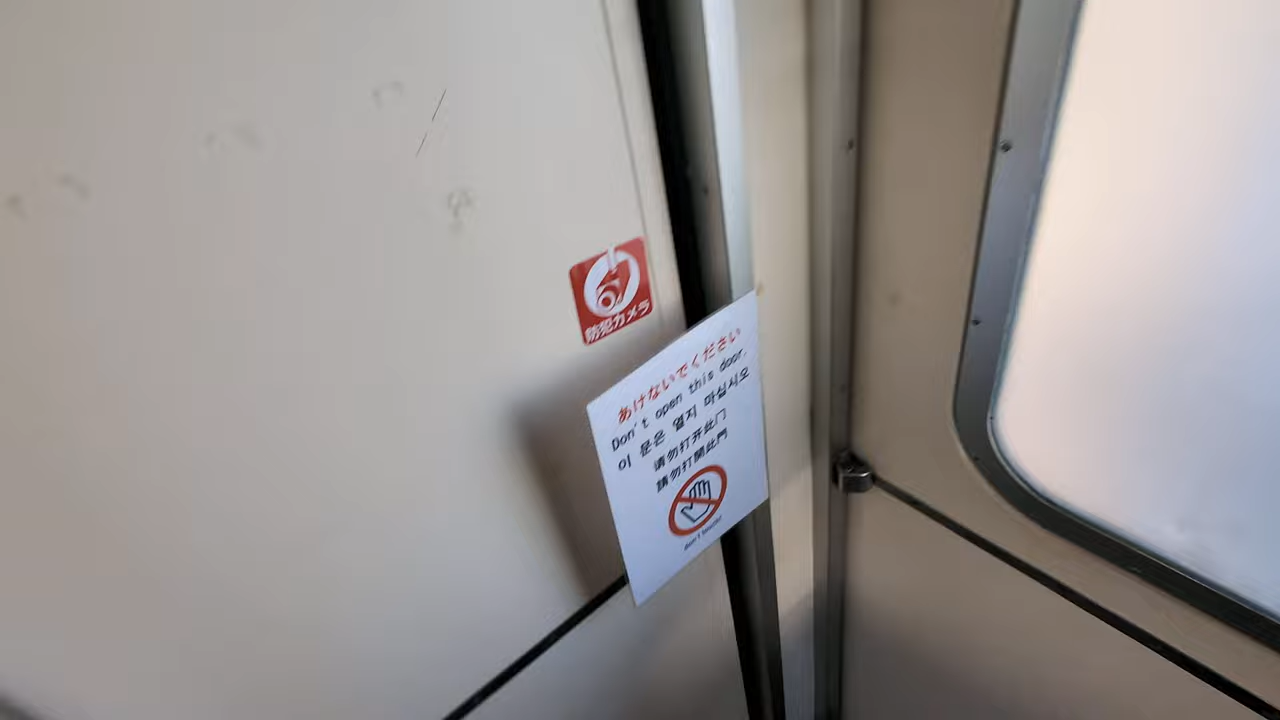 防犯カメラ
あけないでください
Don't open this door.
이 문은 열지 마십시오
请勿打开此门
請勿打開此門
don't touch!